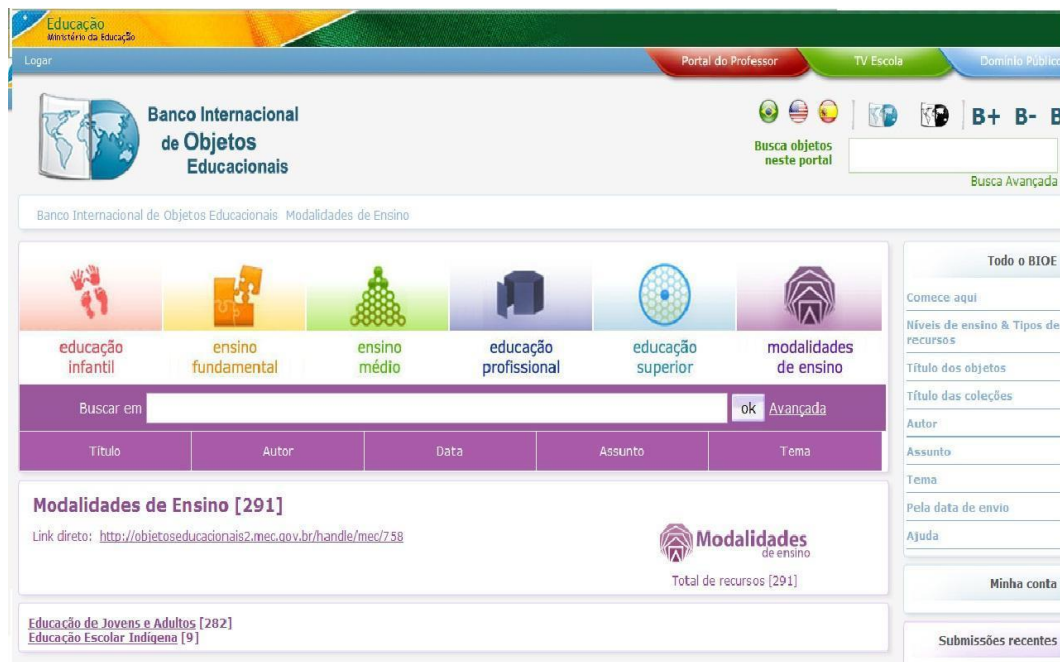 Educação
Ministério da Educação
Logar
Portal do Professor
TV Escola
Domínio Público
Banco Internacional
de Objetos
Educacionais
B+ B- B
Busca objetos
neste portal
Busca Avançada
Banco Internacional de Objetos Educacionais Modalidades de Ensino
educação
infantil
ensino
fundamental
ensino
médio
educação
profissional
educação
superior
modalidades
de ensino
Buscar em
ok Avançada
Título
Autor
Data
Assunto
Tema
Modalidades de Ensino [291]
Link direto: http://objetoseducacionais2.mec.gov.br/handle/mec/758
Modalidades
de ensino
Total de recursos [291]
Educação de Jovens e Adultos [282]
Educação Escolar Indígena [9]
Todo o BIOE
Comece aqui
Níveis de ensino & Tipos de
recursos
Título dos objetos
Título das coleções
Autor
Assunto
Tema
Pela data de envio
Ajuda
Minha conta
Submissões recentes